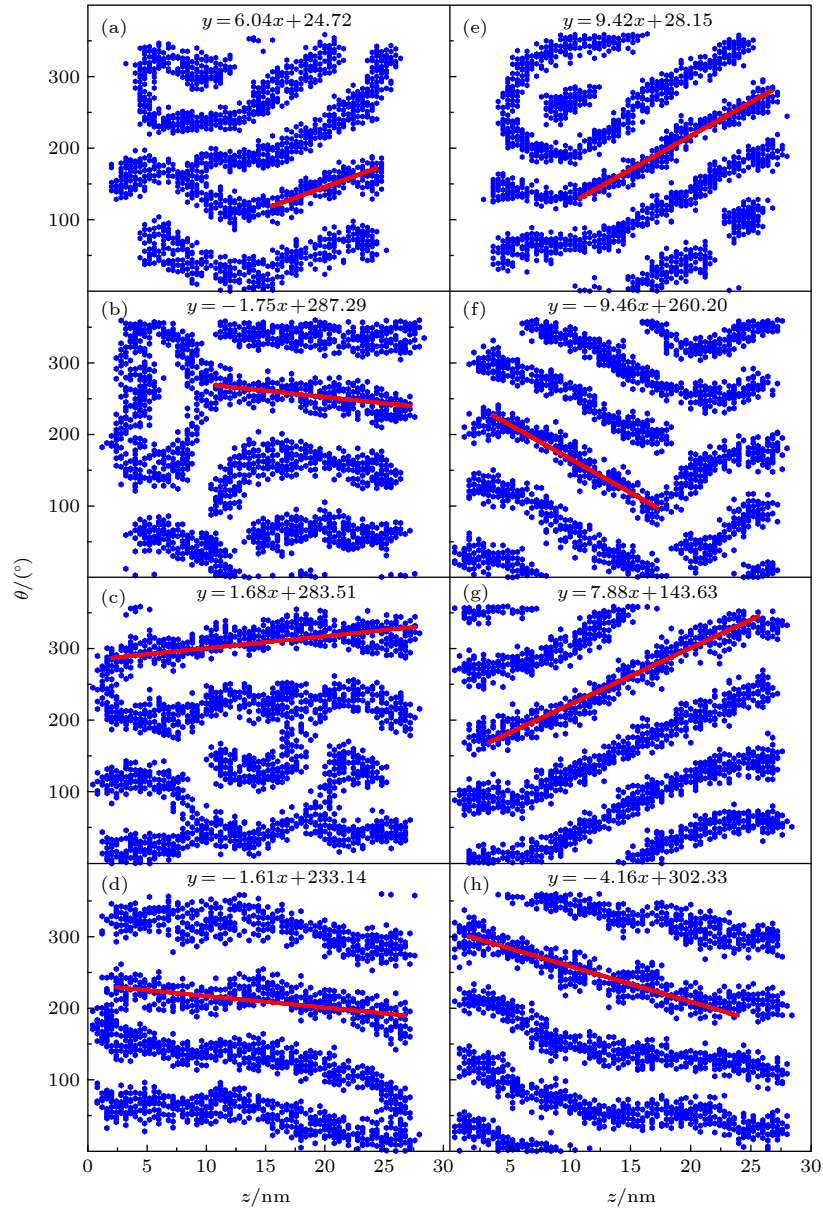 (a) y = 6.04x+24.72
(e) y = 9.42x+28.15
300
200
100
(b) y = −1.75x+287.29
(f) y = −9.46x+260.20
300
200
100
θ/(°)
(c) y = 1.68x+283.51
(g) y = 7.88x+143.63
300
200
100
(d) y = −1.61x+233.14
(h) y = −4.16x+302.33
300
200
100
0 5 10 15 20 25 30 5 10 15 20 25 30
z/nm z/nm